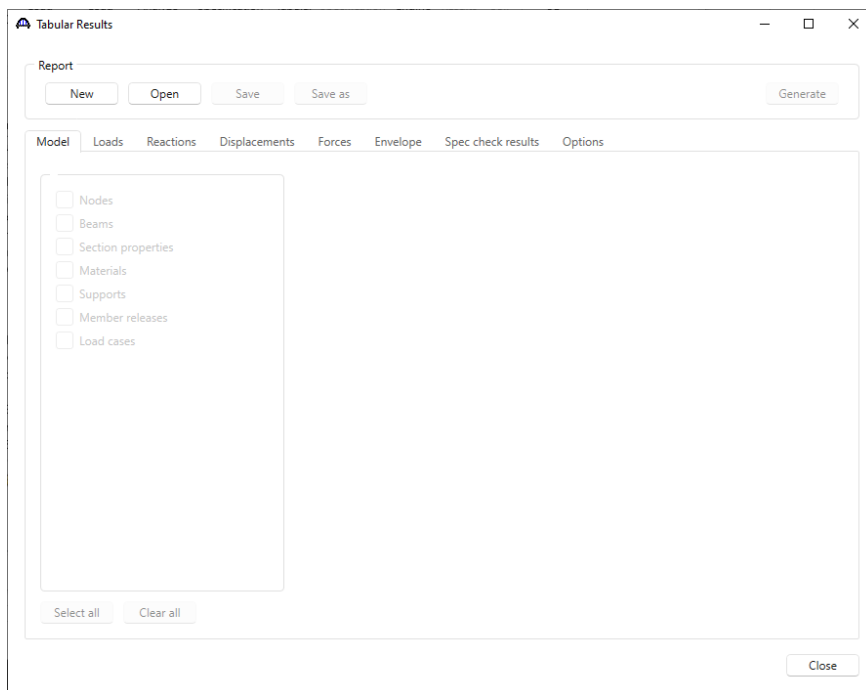 Tabular Results
Report
New Open Save Save as Generate
Model Loads Reactions Displacements Forces Envelope Spec check results Options
Nodes
Beams
Section properties
Materials
Supports
Member releases
Load cases
Select all Clear all
Close